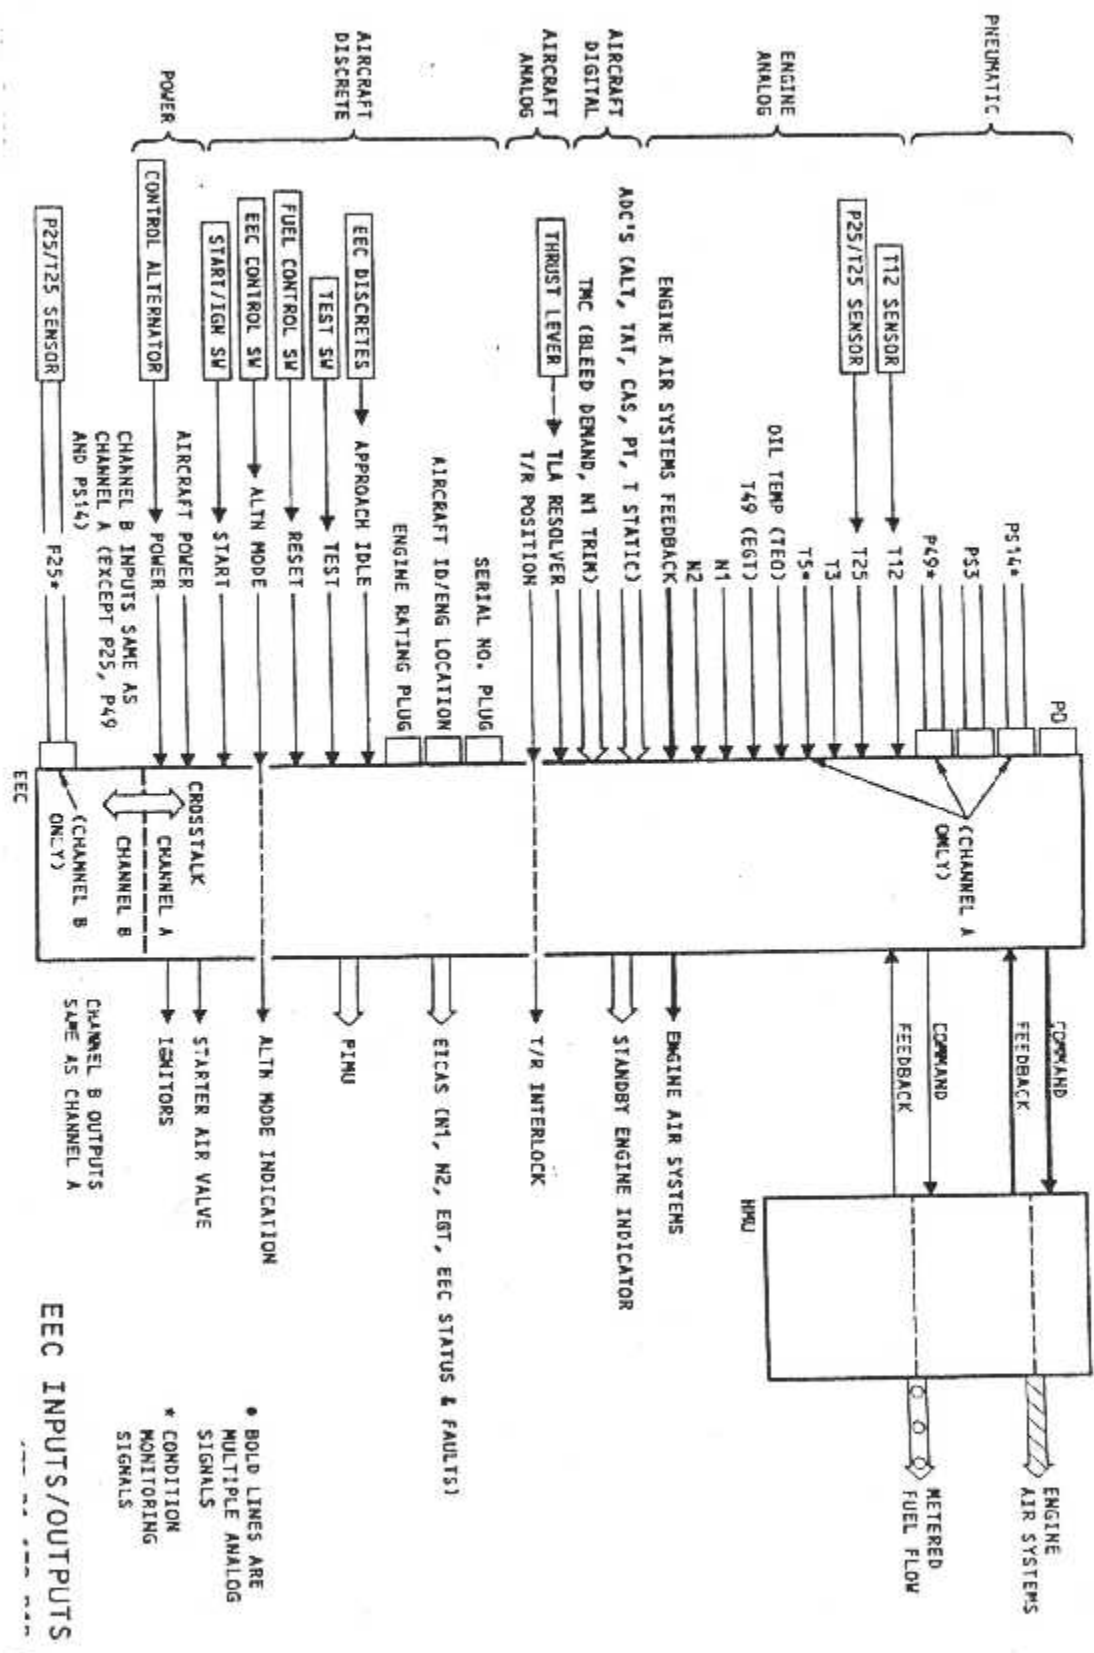 PNEUMATIC
ENGINE
ANALOG
AIRCRAFT
DIGITAL
AIRCRAFT
ANALOG
AIRCRAFT
DISCRETE
POWER
PO
PS14*
PS3
P49*
T12 SENSOR
T12
P25/T25 SENSOR
T25
T3
T5*
OIL TEMP (TEO)
T49 (EGT)
N1
N2
ENGINE AIR SYSTEMS FEEDBACK
ADC'S (ALT, TAT, CAS, PT, T STATIC)
TMC (BLEED DEMAND, N1 TRIM)
THRUST LEVER
TLA RESOLVER
T/R POSITION
SERIAL NO. PLUG
AIRCRAFT ID/ENG LOCATION
ENGINE RATING PLUG
EEC DISCRETES
APPROACH IDLE
TEST SW
TEST
FUEL CONTROL SW
RESET
EEC CONTROL SW
ALTN MODE
START/IGN SW
START
AIRCRAFT POWER
CONTROL ALTERNATOR
POWER
CHANNEL B INPUTS SAME AS
CHANNEL A (EXCEPT P25, P49
AND PS14)
P25/T25 SENSOR
P25*
(CHANNEL A
ONLY)
CROSSTALK
CHANNEL A
CHANNEL B
(CHANNEL B
ONLY)
EEC
COMMAND
FEEDBACK
COMMAND
FEEDBACK
HMU
ENGINE
AIR SYSTEMS
METERED
FUEL FLOW
ENGINE AIR SYSTEMS
STANDBY ENGINE INDICATOR
T/R INTERLOCK
EICAS (N1, N2, EGT, EEC STATUS & FAULTS)
PIMU
ALTN MODE INDICATION
STARTER AIR VALVE
IGNITORS
CHANNEL B OUTPUTS
SAME AS CHANNEL A
● BOLD LINES ARE
MULTIPLE ANALOG
SIGNALS
* CONDITION
MONITORING
SIGNALS
EEC INPUTS/OUTPUTS